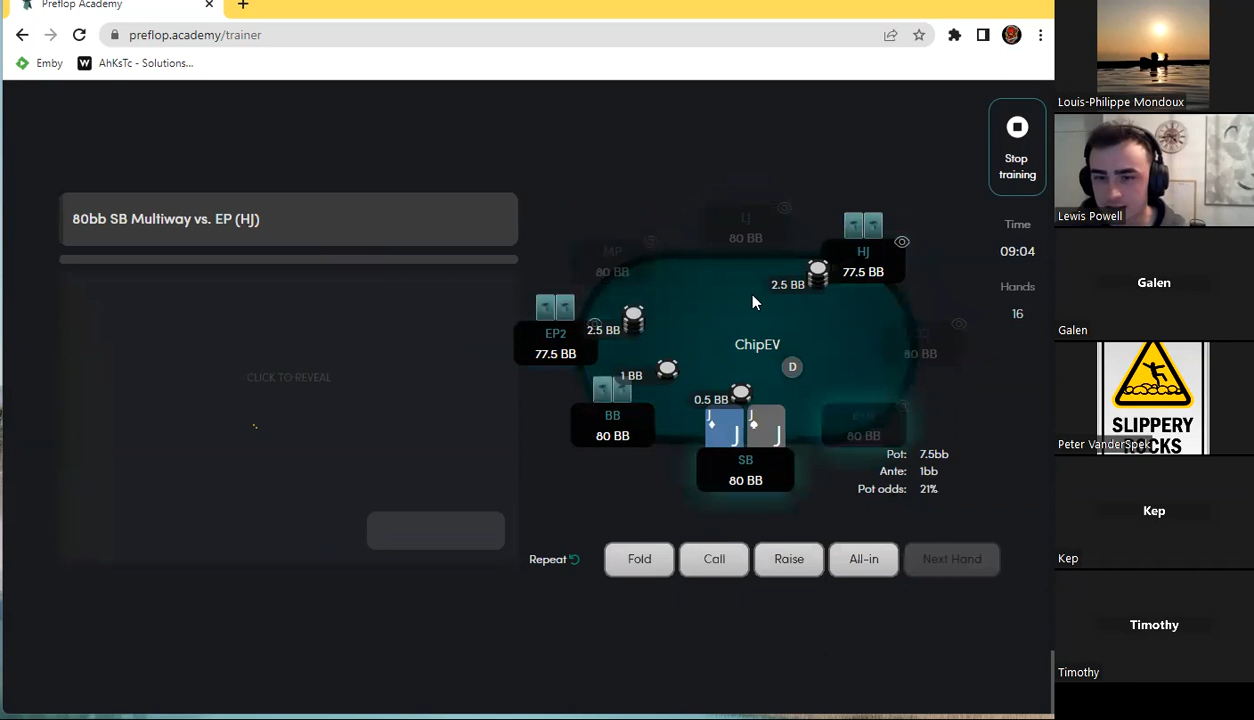 Preflop Academy
preflop.academy/trainer
Emby
AhKsTc - Solutions...
Louis-Philippe Mondoux
Stop
training
80bb SB Multiway vs. EP (HJ)
Lewis Powell
LJ
80 BB
HJ
77.5 BB
2.5 BB
Time
09:04
MP
80 BB
Hands
16
Galen
Galen
EP2
77.5 BB
2.5 BB
ChipEV
D
80 BB
CLICK TO REVEAL
1 BB
0.5 BB
BB
80 BB
J
J
J
J
80 BB
SB
80 BB
Pot: 7.5bb
Ante: 1bb
Pot odds: 21%
SLIPPERY
ROCKS
Peter VanderSpek
Kep
Kep
Repeat
Fold
Call
Raise
All-in
Next Hand
Timothy
Timothy